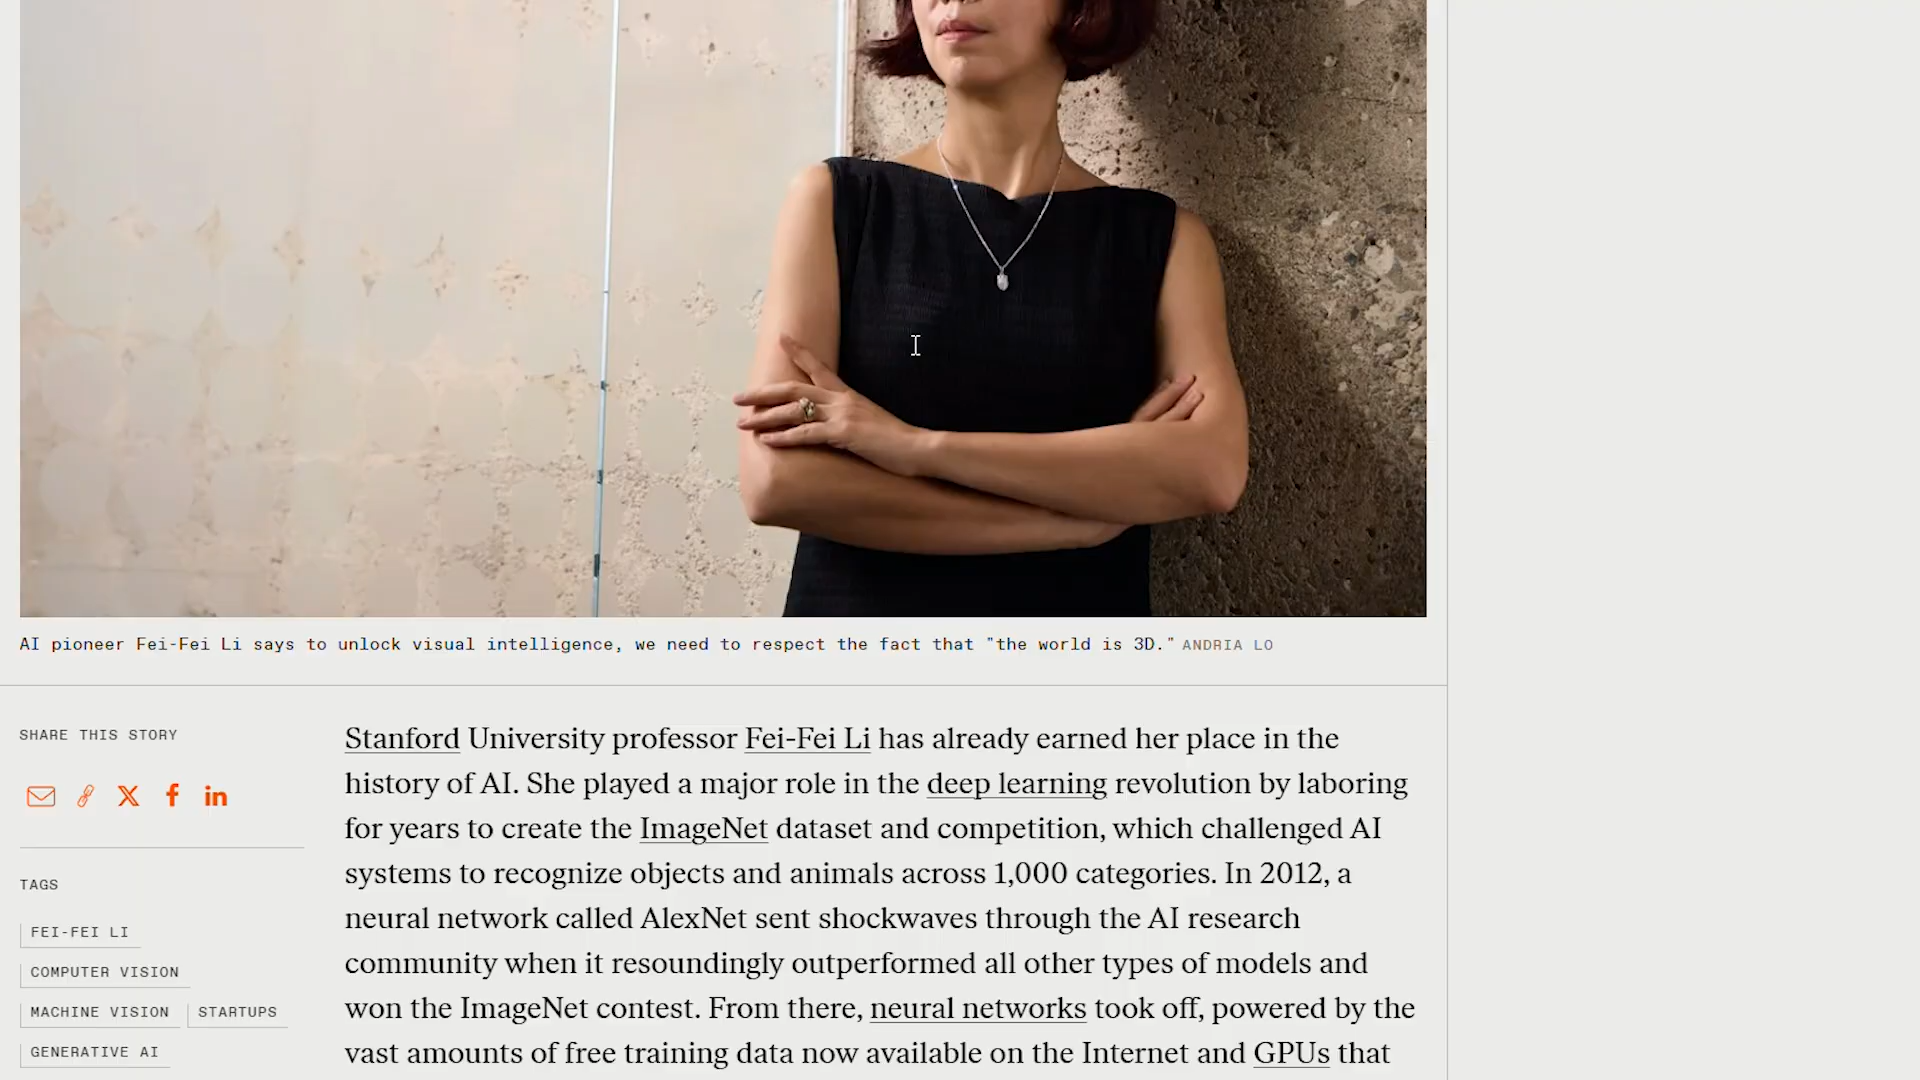 AI pioneer Fei-Fei Li says to unlock visual intelligence, we need to respect the fact that "the world is 3D." ANDRIA LO
SHARE THIS STORY
TAGS
FEI-FEI LI
COMPUTER VISION
MACHINE VISION STARTUPS
GENERATIVE AI
Stanford University professor Fei-Fei Li has already earned her place in the
history of AI. She played a major role in the deep learning revolution by laboring
for years to create the ImageNet dataset and competition, which challenged AI
systems to recognize objects and animals across 1,000 categories. In 2012, a
neural network called AlexNet sent shockwaves through the AI research
community when it resoundingly outperformed all other types of models and
won the ImageNet contest. From there, neural networks took off, powered by the
vast amounts of free training data now available on the Internet and GPUs that